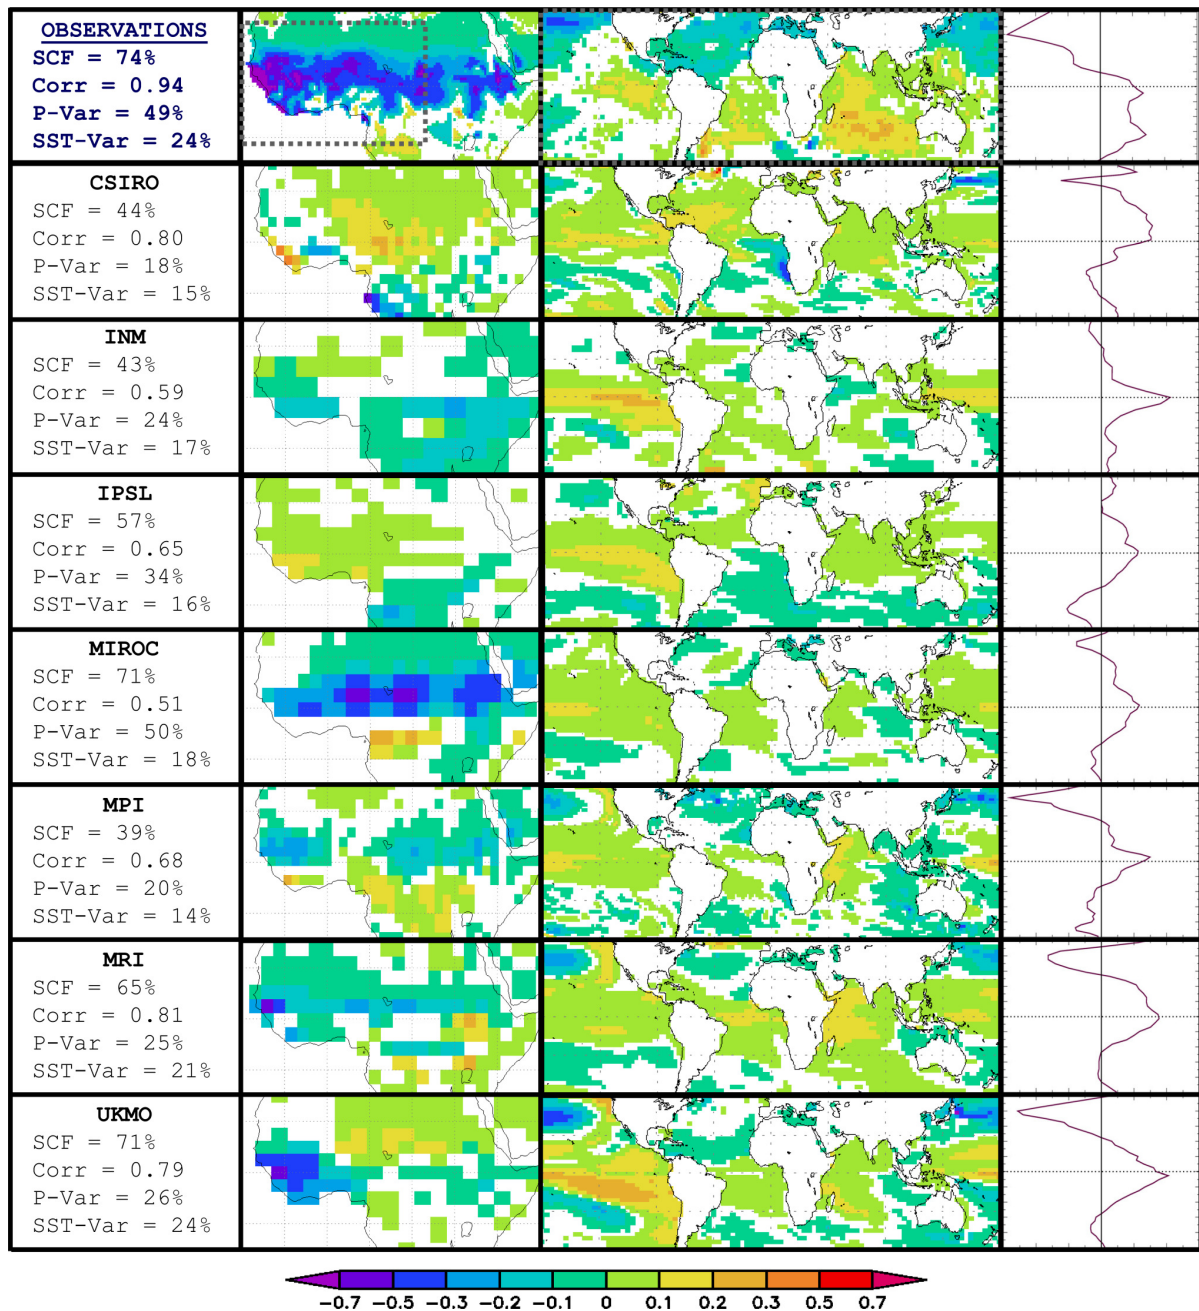 OBSERVATIONS
SCF = 74%
Corr = 0.94
P-Var = 49%
SST-Var = 24%
CSIRO
SCF = 44%
Corr = 0.80
P-Var = 18%
SST-Var = 15%
INM
SCF = 43%
Corr = 0.59
P-Var = 24%
SST-Var = 17%
IPSL
SCF = 57%
Corr = 0.65
P-Var = 34%
SST-Var = 16%
MIROC
SCF = 71%
Corr = 0.51
P-Var = 50%
SST-Var = 18%
MPI
SCF = 39%
Corr = 0.68
P-Var = 20%
SST-Var = 14%
MRI
SCF = 65%
Corr = 0.81
P-Var = 25%
SST-Var = 21%
UKMO
SCF = 71%
Corr = 0.79
P-Var = 26%
SST-Var = 24%
-0.7 -0.5 -0.3 -0.2 -0.1 0 0.1 0.2 0.3 0.5 0.7